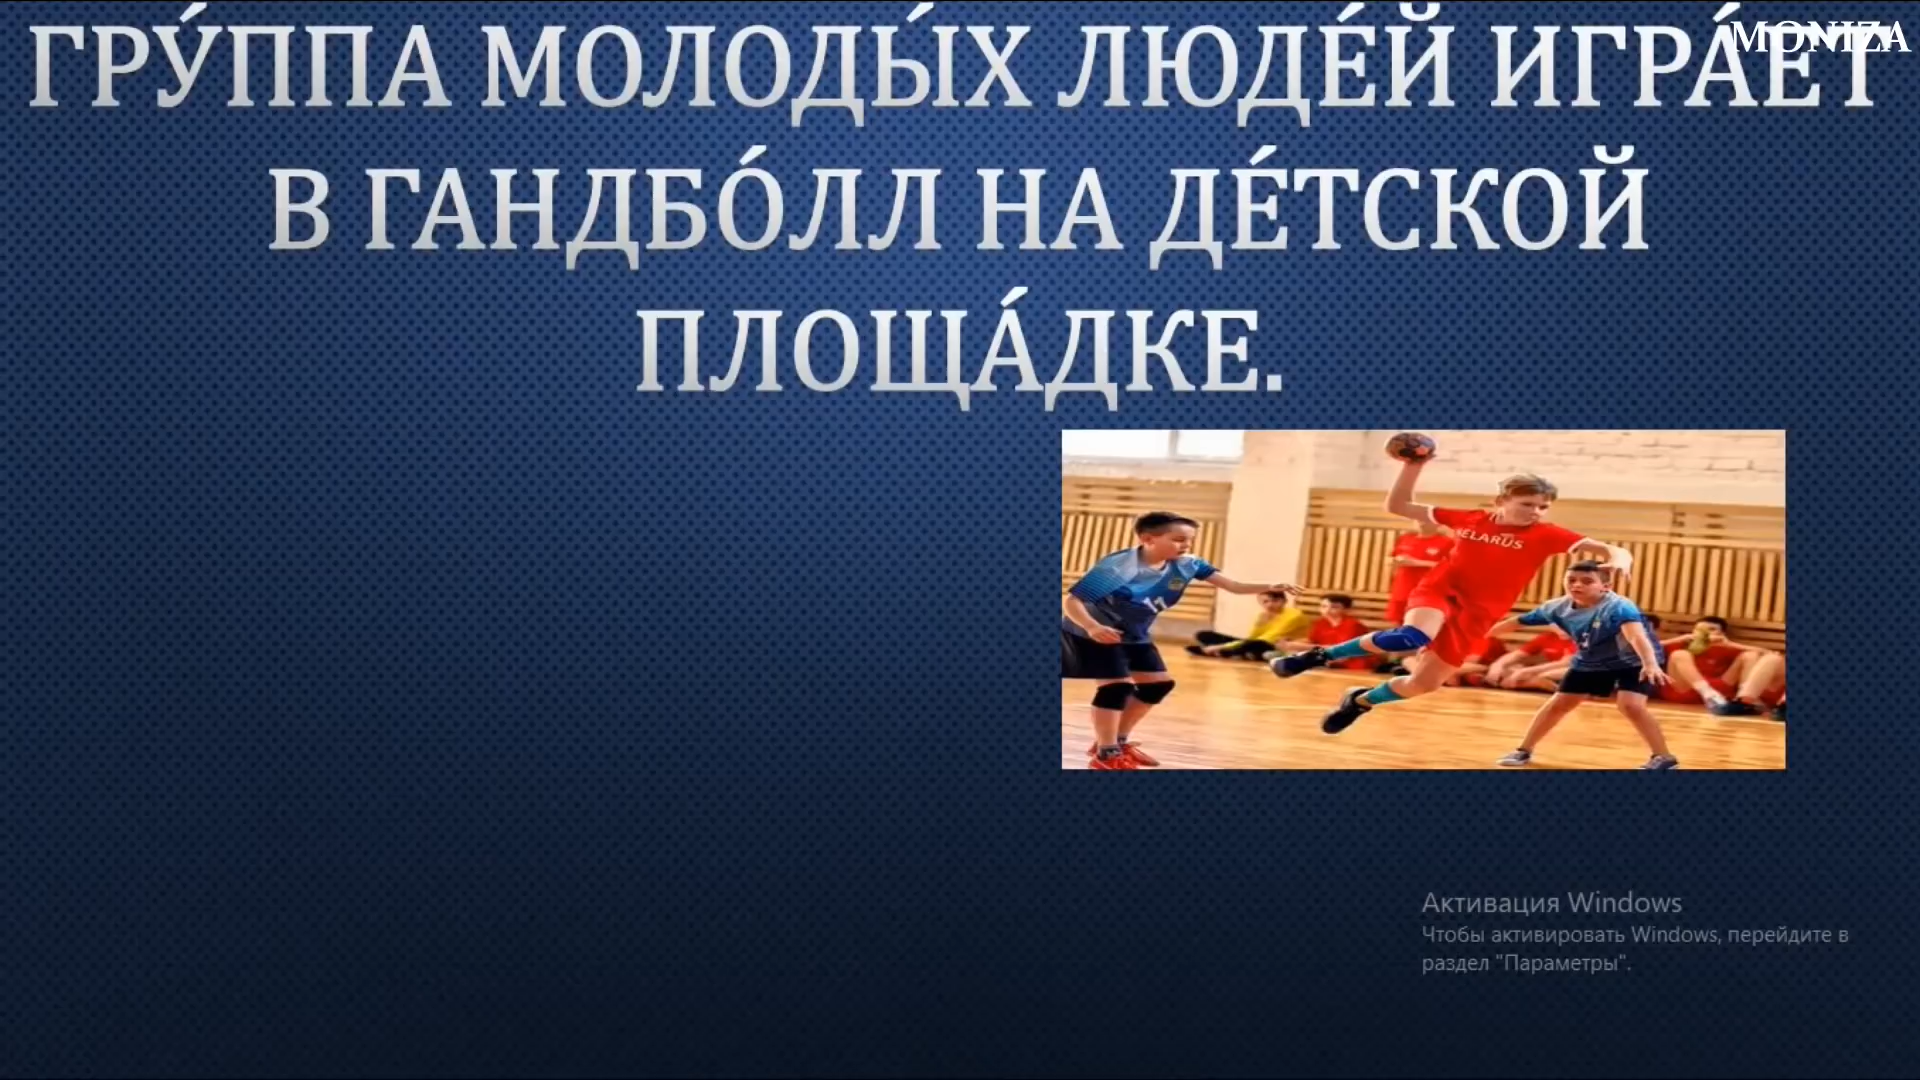 MONIZA
ГРУ́ППА МОЛОДЫ́Х ЛЮДЕ́Й ИГРА́ЕТ
В ГАНДБО́ЛЛ НА ДЕ́ТСКОЙ
ПЛОЩА́ДКЕ.
BELARUS
17
Активация Windows
Чтобы активировать Windows, перейдите в
раздел "Параметры".